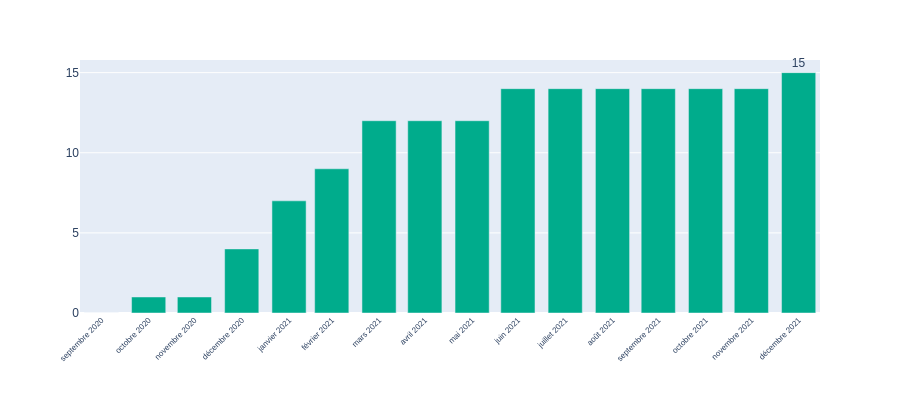 15
15
10
5
0
septembre 2020
octobre 2020
novembre 2020
décembre 2020
janvier 2021
février 2021
mars 2021
avril 2021
mai 2021
juin 2021
juillet 2021
août 2021
septembre 2021
octobre 2021
novembre 2021
décembre 2021